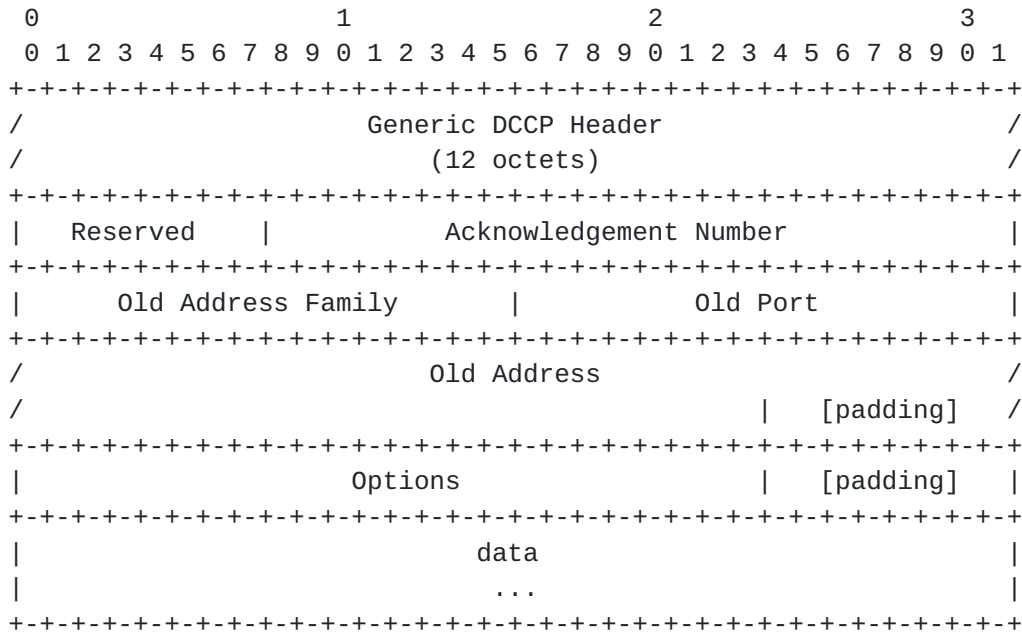 0                   1                   2                   3
 0 1 2 3 4 5 6 7 8 9 0 1 2 3 4 5 6 7 8 9 0 1 2 3 4 5 6 7 8 9 0 1
+-+-+-+-+-+-+-+-+-+-+-+-+-+-+-+-+-+-+-+-+-+-+-+-+-+-+-+-+-+-+-+-+
/                      Generic DCCP Header                      /
/                          (12 octets)                          /
+-+-+-+-+-+-+-+-+-+-+-+-+-+-+-+-+-+-+-+-+-+-+-+-+-+-+-+-+-+-+-+-+
|   Reserved    |           Acknowledgement Number              |
+-+-+-+-+-+-+-+-+-+-+-+-+-+-+-+-+-+-+-+-+-+-+-+-+-+-+-+-+-+-+-+-+
|      Old Address Family       |           Old Port            |
+-+-+-+-+-+-+-+-+-+-+-+-+-+-+-+-+-+-+-+-+-+-+-+-+-+-+-+-+-+-+-+-+
/                          Old Address                          /
/                                               |   [padding]   /
+-+-+-+-+-+-+-+-+-+-+-+-+-+-+-+-+-+-+-+-+-+-+-+-+-+-+-+-+-+-+-+-+
|                     Options                   |   [padding]   |
+-+-+-+-+-+-+-+-+-+-+-+-+-+-+-+-+-+-+-+-+-+-+-+-+-+-+-+-+-+-+-+-+
|                             data                              |
|                              ...                              |
+-+-+-+-+-+-+-+-+-+-+-+-+-+-+-+-+-+-+-+-+-+-+-+-+-+-+-+-+-+-+-+-+